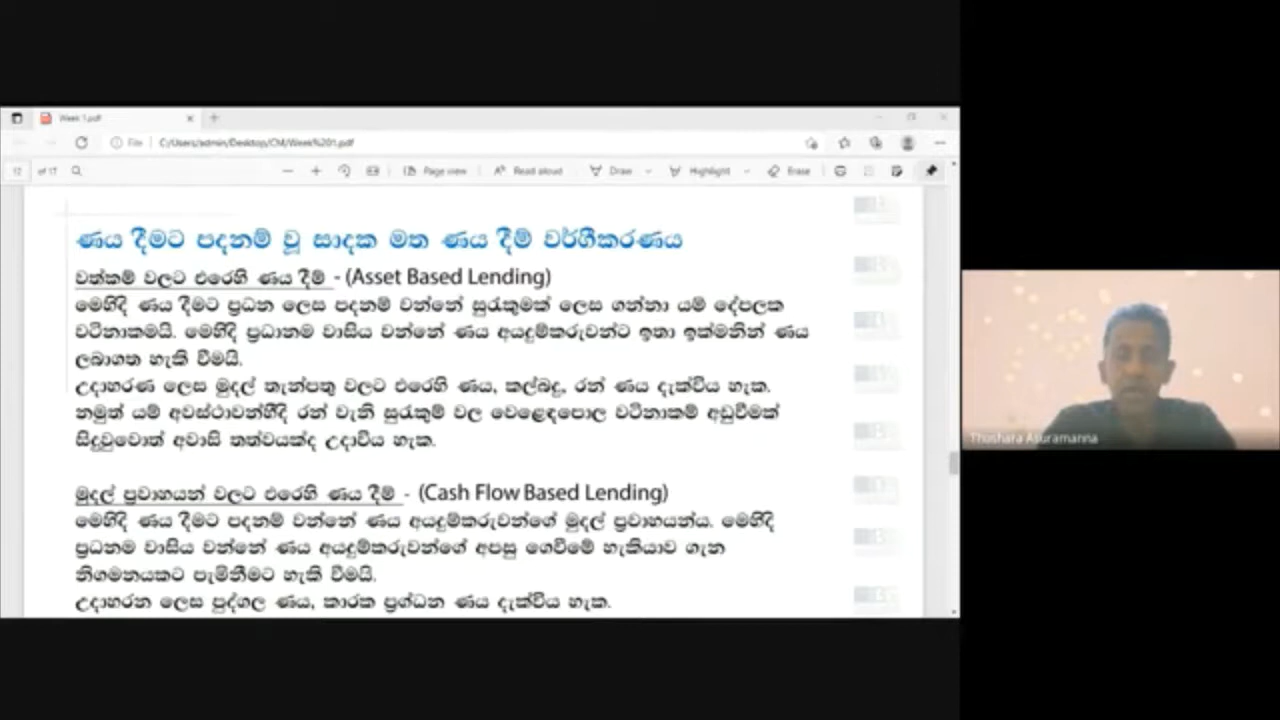 Week 1.pdf
File
C:/Users/admin/Desktop/CM/Week%201.pdf
12 of 17
Page view
Read aloud
Draw
Highlight
Erase
ණය දීමට පදනම් වූ සාදක මත ණය දීම් වර්ගීකරණය
වත්කම් වලට එරෙහි ණය දීම් - (Asset Based Lending)
මෙහිදි ණය දීමට ප්‍රධන ලෙස පදනම් වන්නේ සුරැකුමක් ලෙස ගන්නා යම් දේපලක
වටිනාකමයි. මෙහිදි ප්‍රධානම වාසිය වන්නේ ණය අයදුම්කරුවන්ට ඉතා ඉක්මනින් ණය
ලබාගත හැකි වීමයි.
උදාහරණ ලෙස මුදල් තැන්පතු වලට එරෙහි ණය, කල්බදු, රන් ණය දැක්විය හැක.
නමුත් යම් අවස්ථාවන්හීදි රන් වැනි සුරැකුම් වල වෙළෙඳපොල වටිනාකම් අඩුවීමක්
සිදුවුවොත් අවාසි තත්වයක්ද උදාවිය හැක.
මුදල් ප්‍රවාහයන් වලට එරෙහි ණය දීම් - (Cash Flow Based Lending)
මෙහිදි ණය දීමට පදනම් වන්නේ ණය අයදුම්කරුවන්ගේ මුදල් ප්‍රවාහයන්ය. මෙහිදි
ප්‍රධනම වාසිය වන්නේ ණය අයදුම්කරුවන්ගේ අපසු ගෙවීමේ හැකියාව ගැන
නිගමනයකට පැමිනීමට හැකි වීමයි.
උදාහරන ලෙස පුද්ගල ණය, කාරක ප්‍රග්ධන ණය දැක්විය හැක.
Thushara Asuramanna